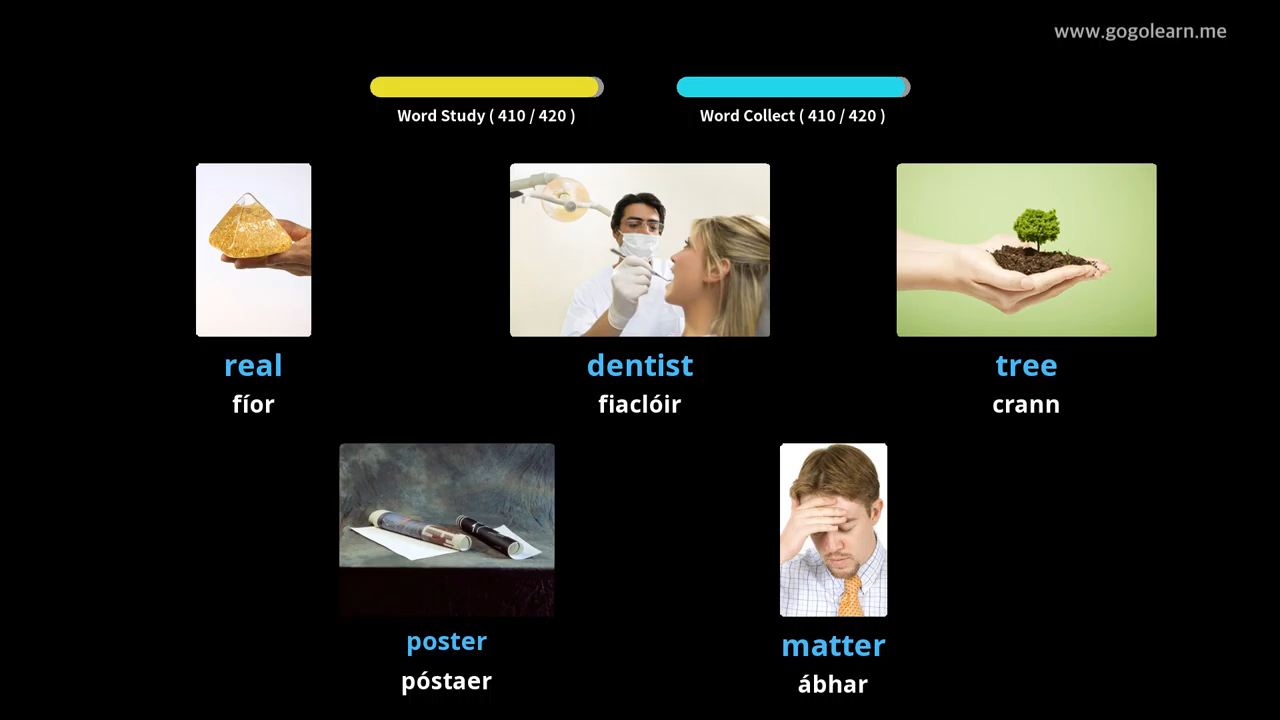 www.gogolearn.me
Word Study ( 410 / 420 )
Word Collect ( 410 / 420 )
real
fíor
dentist
fiaclóir
tree
crann
poster
póstaer
matter
ábhar